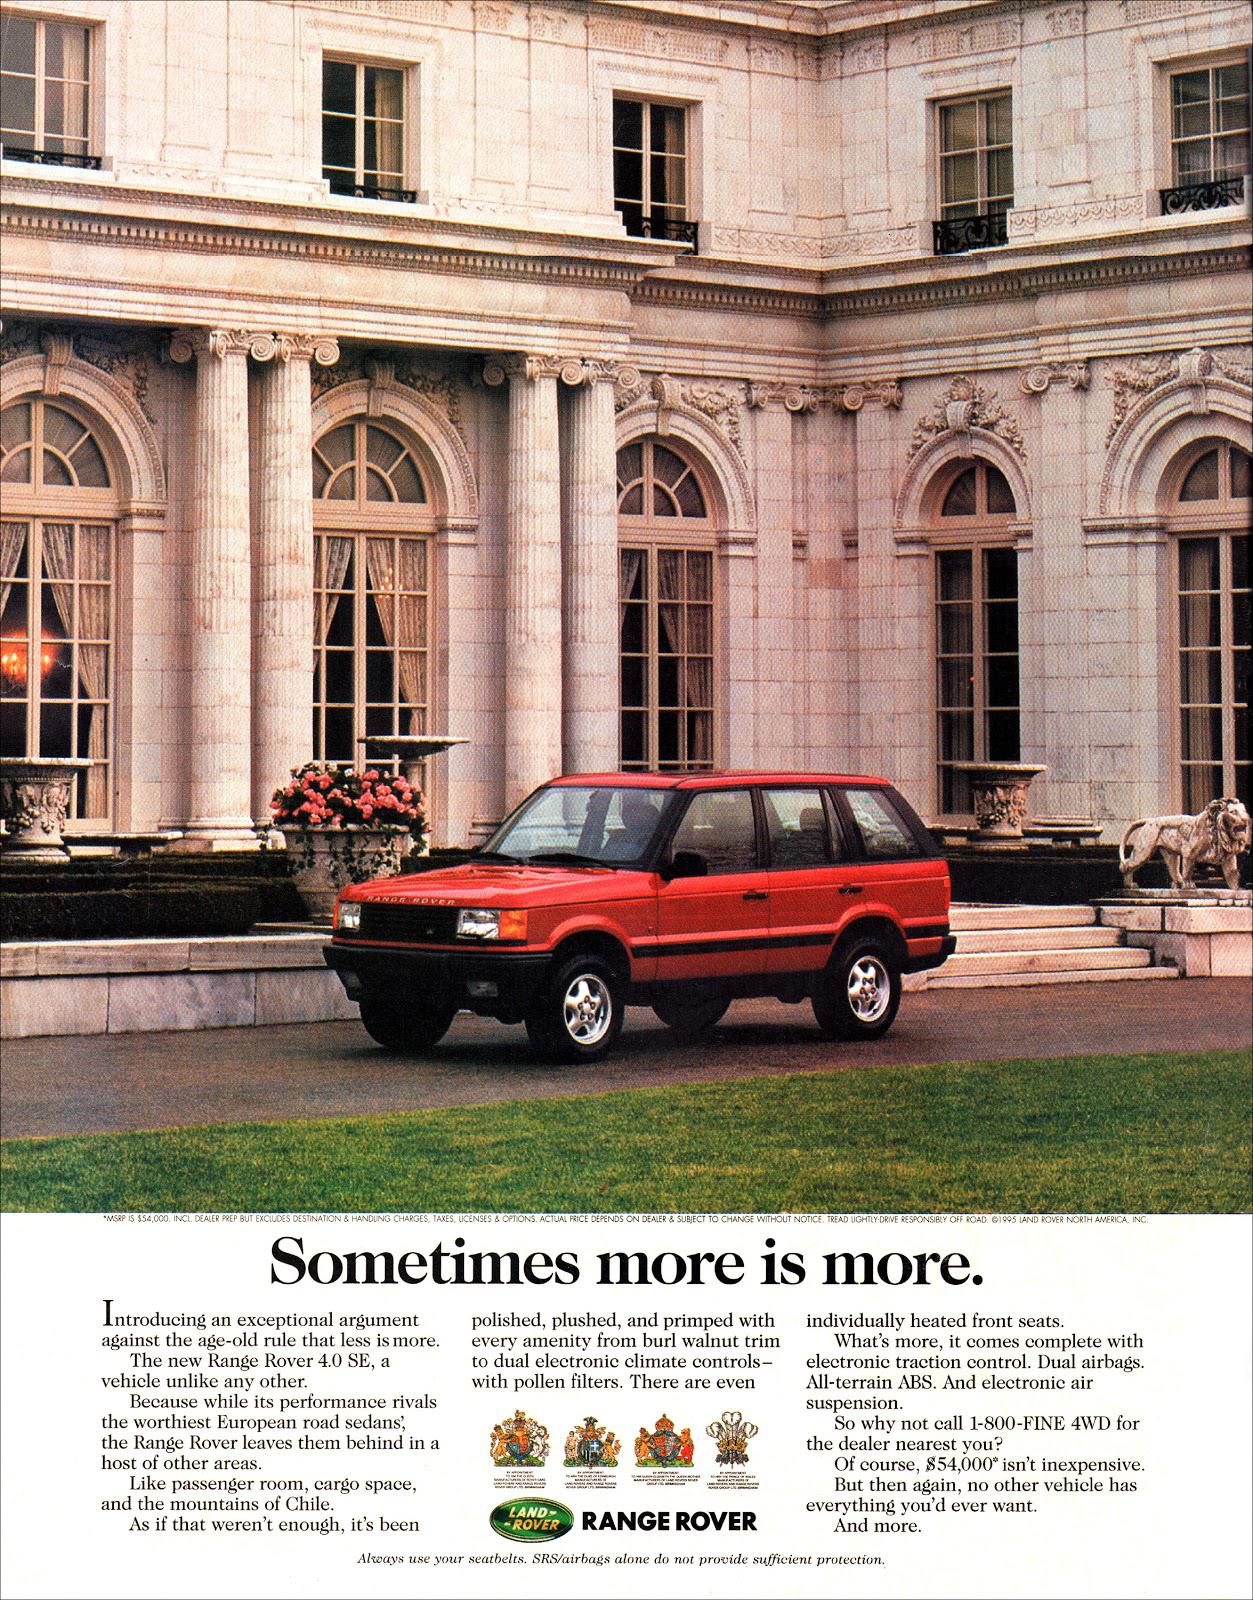 RANGE ROVER
*MSRP IS $54,000, INCL. DEALER PREP BUT EXCLUDES DESTINATION & HANDLING CHARGES, TAXES, LICENSES & OPTIONS. ACTUAL PRICE DEPENDS ON DEALER & SUBJECT TO CHANGE WITHOUT NOTICE. TREAD LIGHTLY-DRIVE RESPONSIBLY OFF ROAD. ©1995 LAND ROVER NORTH AMERICA, INC.
Sometimes more is more.
Introducing an exceptional argument
against the age-old rule that less is more.
The new Range Rover 4.0 SE, a
vehicle unlike any other.
Because while its performance rivals
the worthiest European road sedans',
the Range Rover leaves them behind in a
host of other areas.
Like passenger room, cargo space,
and the mountains of Chile.
As if that weren't enough, it's been
polished, plushed, and primped with
every amenity from burl walnut trim
to dual electronic climate controls–
with pollen filters. There are even
individually heated front seats.
What's more, it comes complete with
electronic traction control. Dual airbags.
All-terrain ABS. And electronic air
suspension.
So why not call 1-800-FINE 4WD for
the dealer nearest you?
Of course, $54,000* isn't inexpensive.
But then again, no other vehicle has
everything you'd ever want.
And more.
BY APPOINTMENT
BY APPOINTMENT
BY APPOINTMENT
BY APPOINTMENT
LAND-
-ROVER
RANGE ROVER
Always use your seatbelts. SRS/airbags alone do not provide sufficient protection.